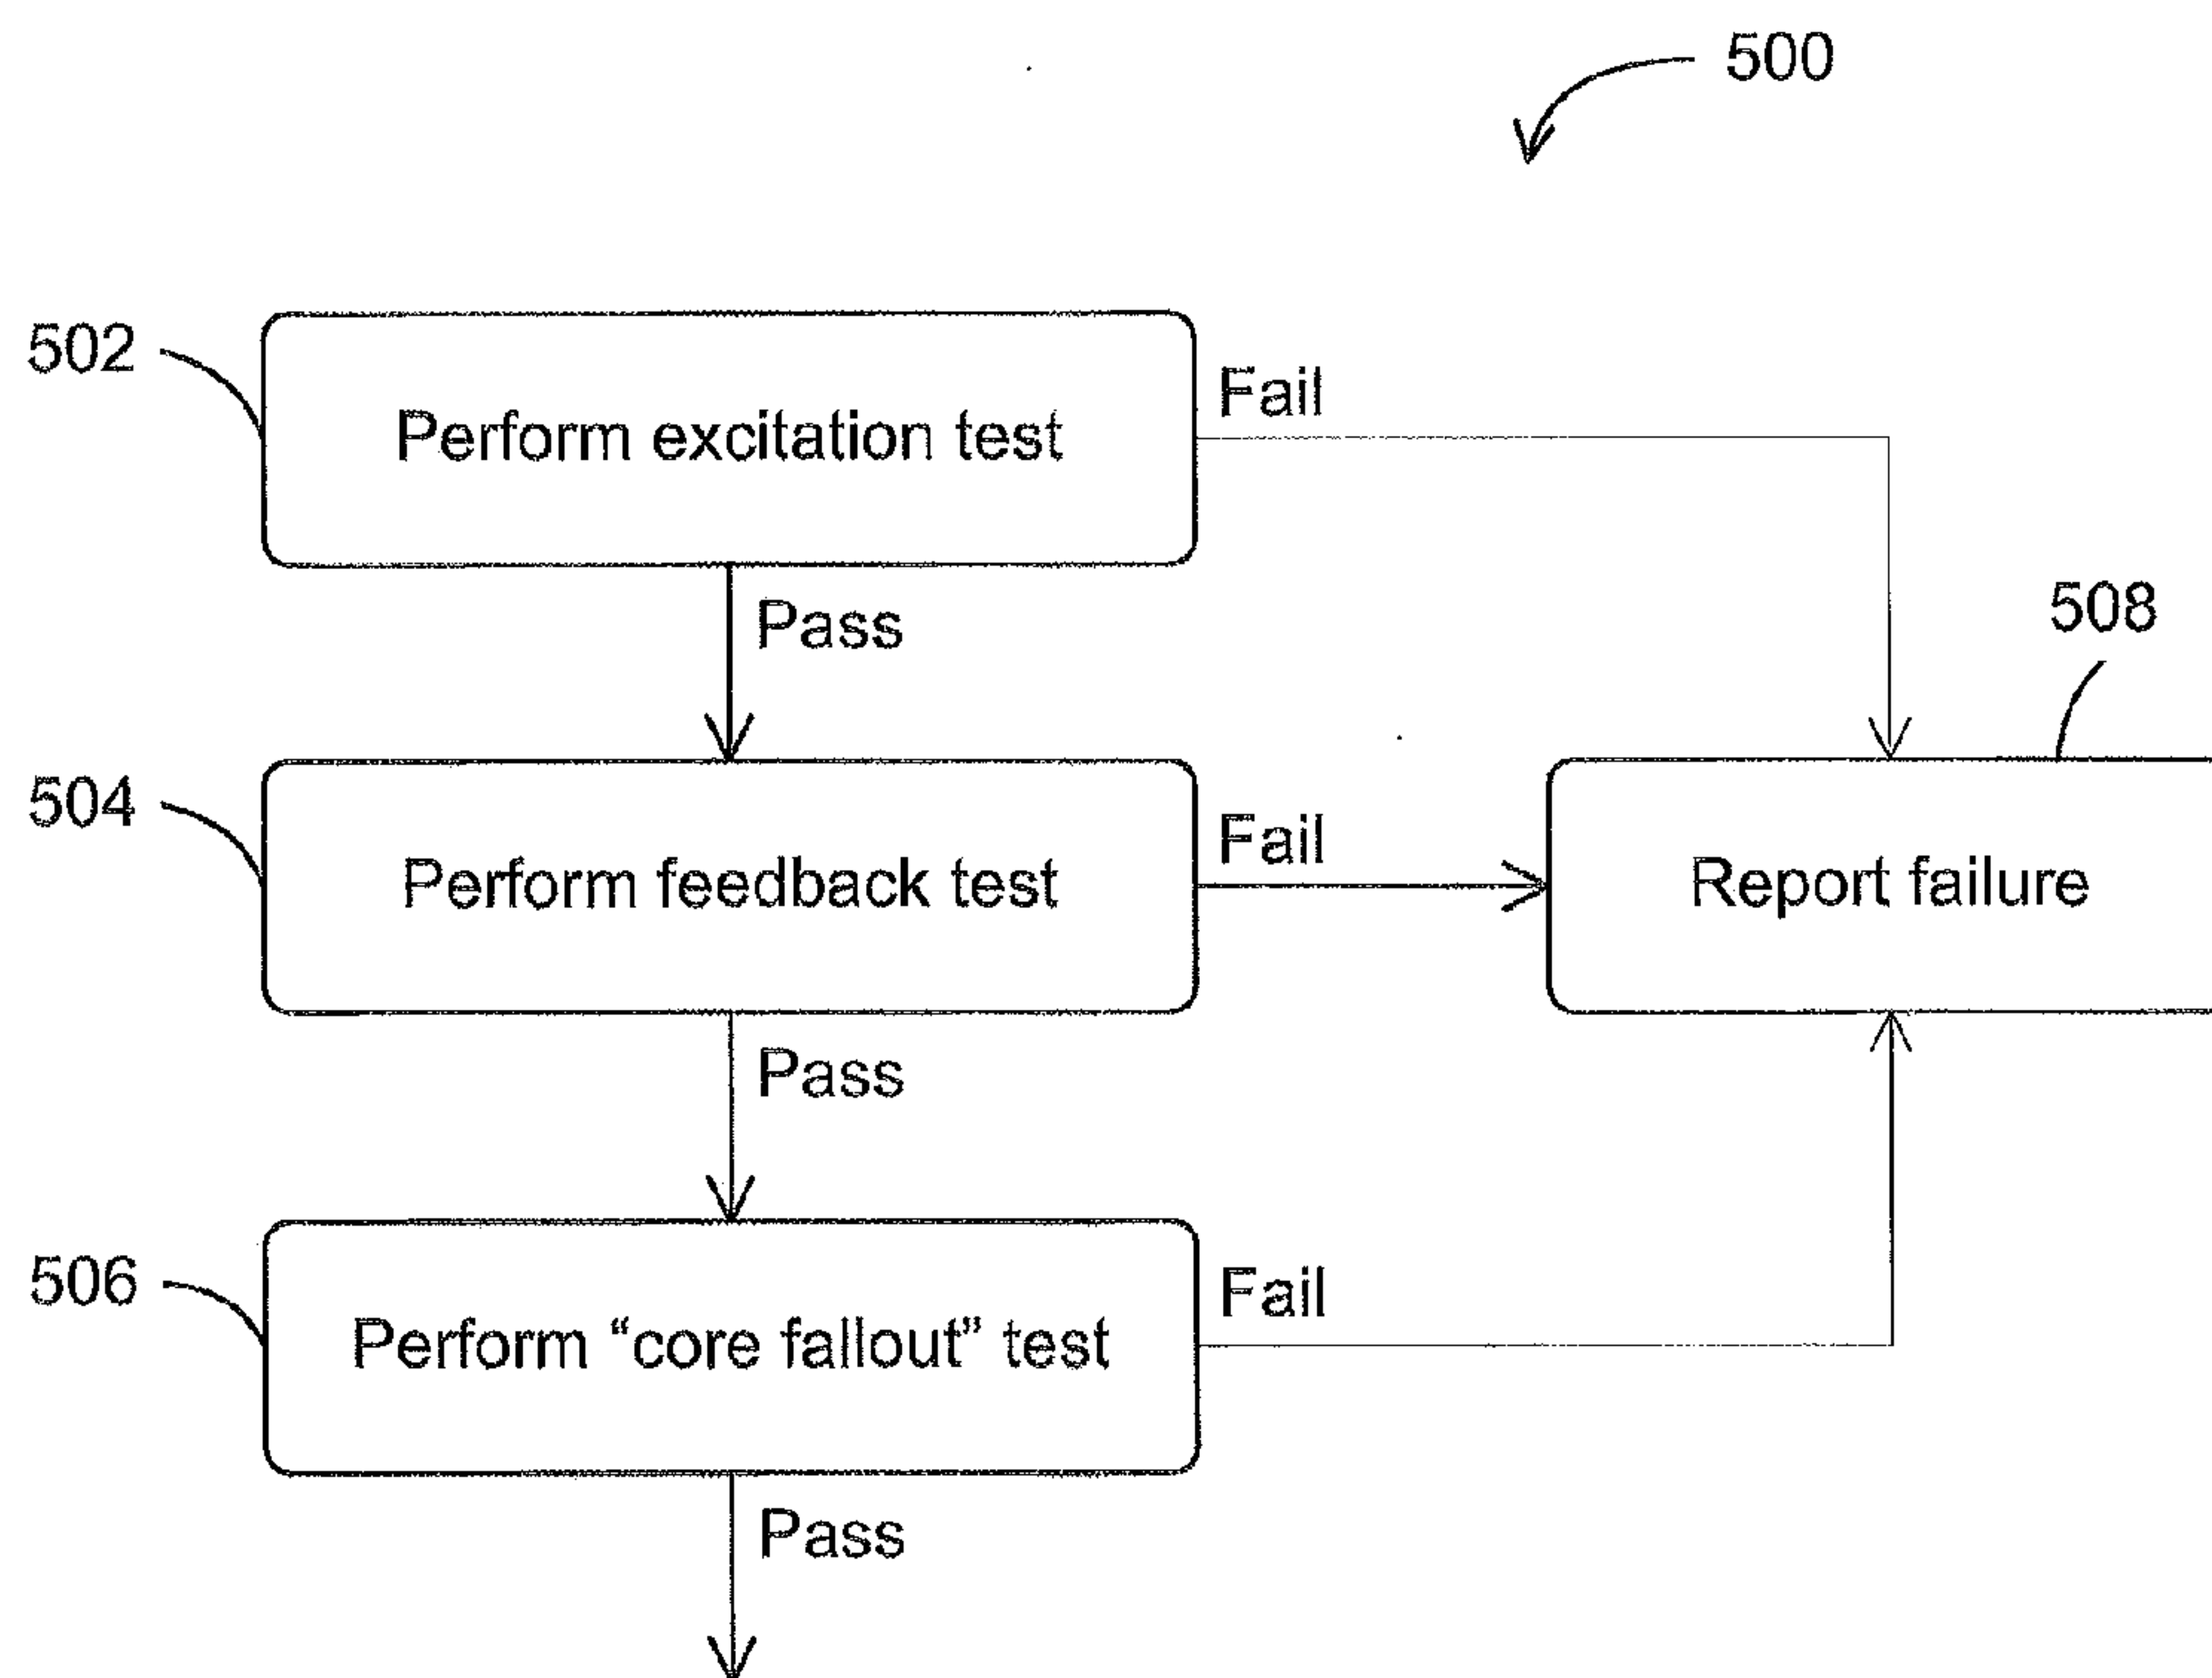 500
502
Perform excitation test
Fail
Pass
508
504
Perform feedback test
Fail
Report failure
Pass
506
Perform “core fallout” test
Fail
Pass